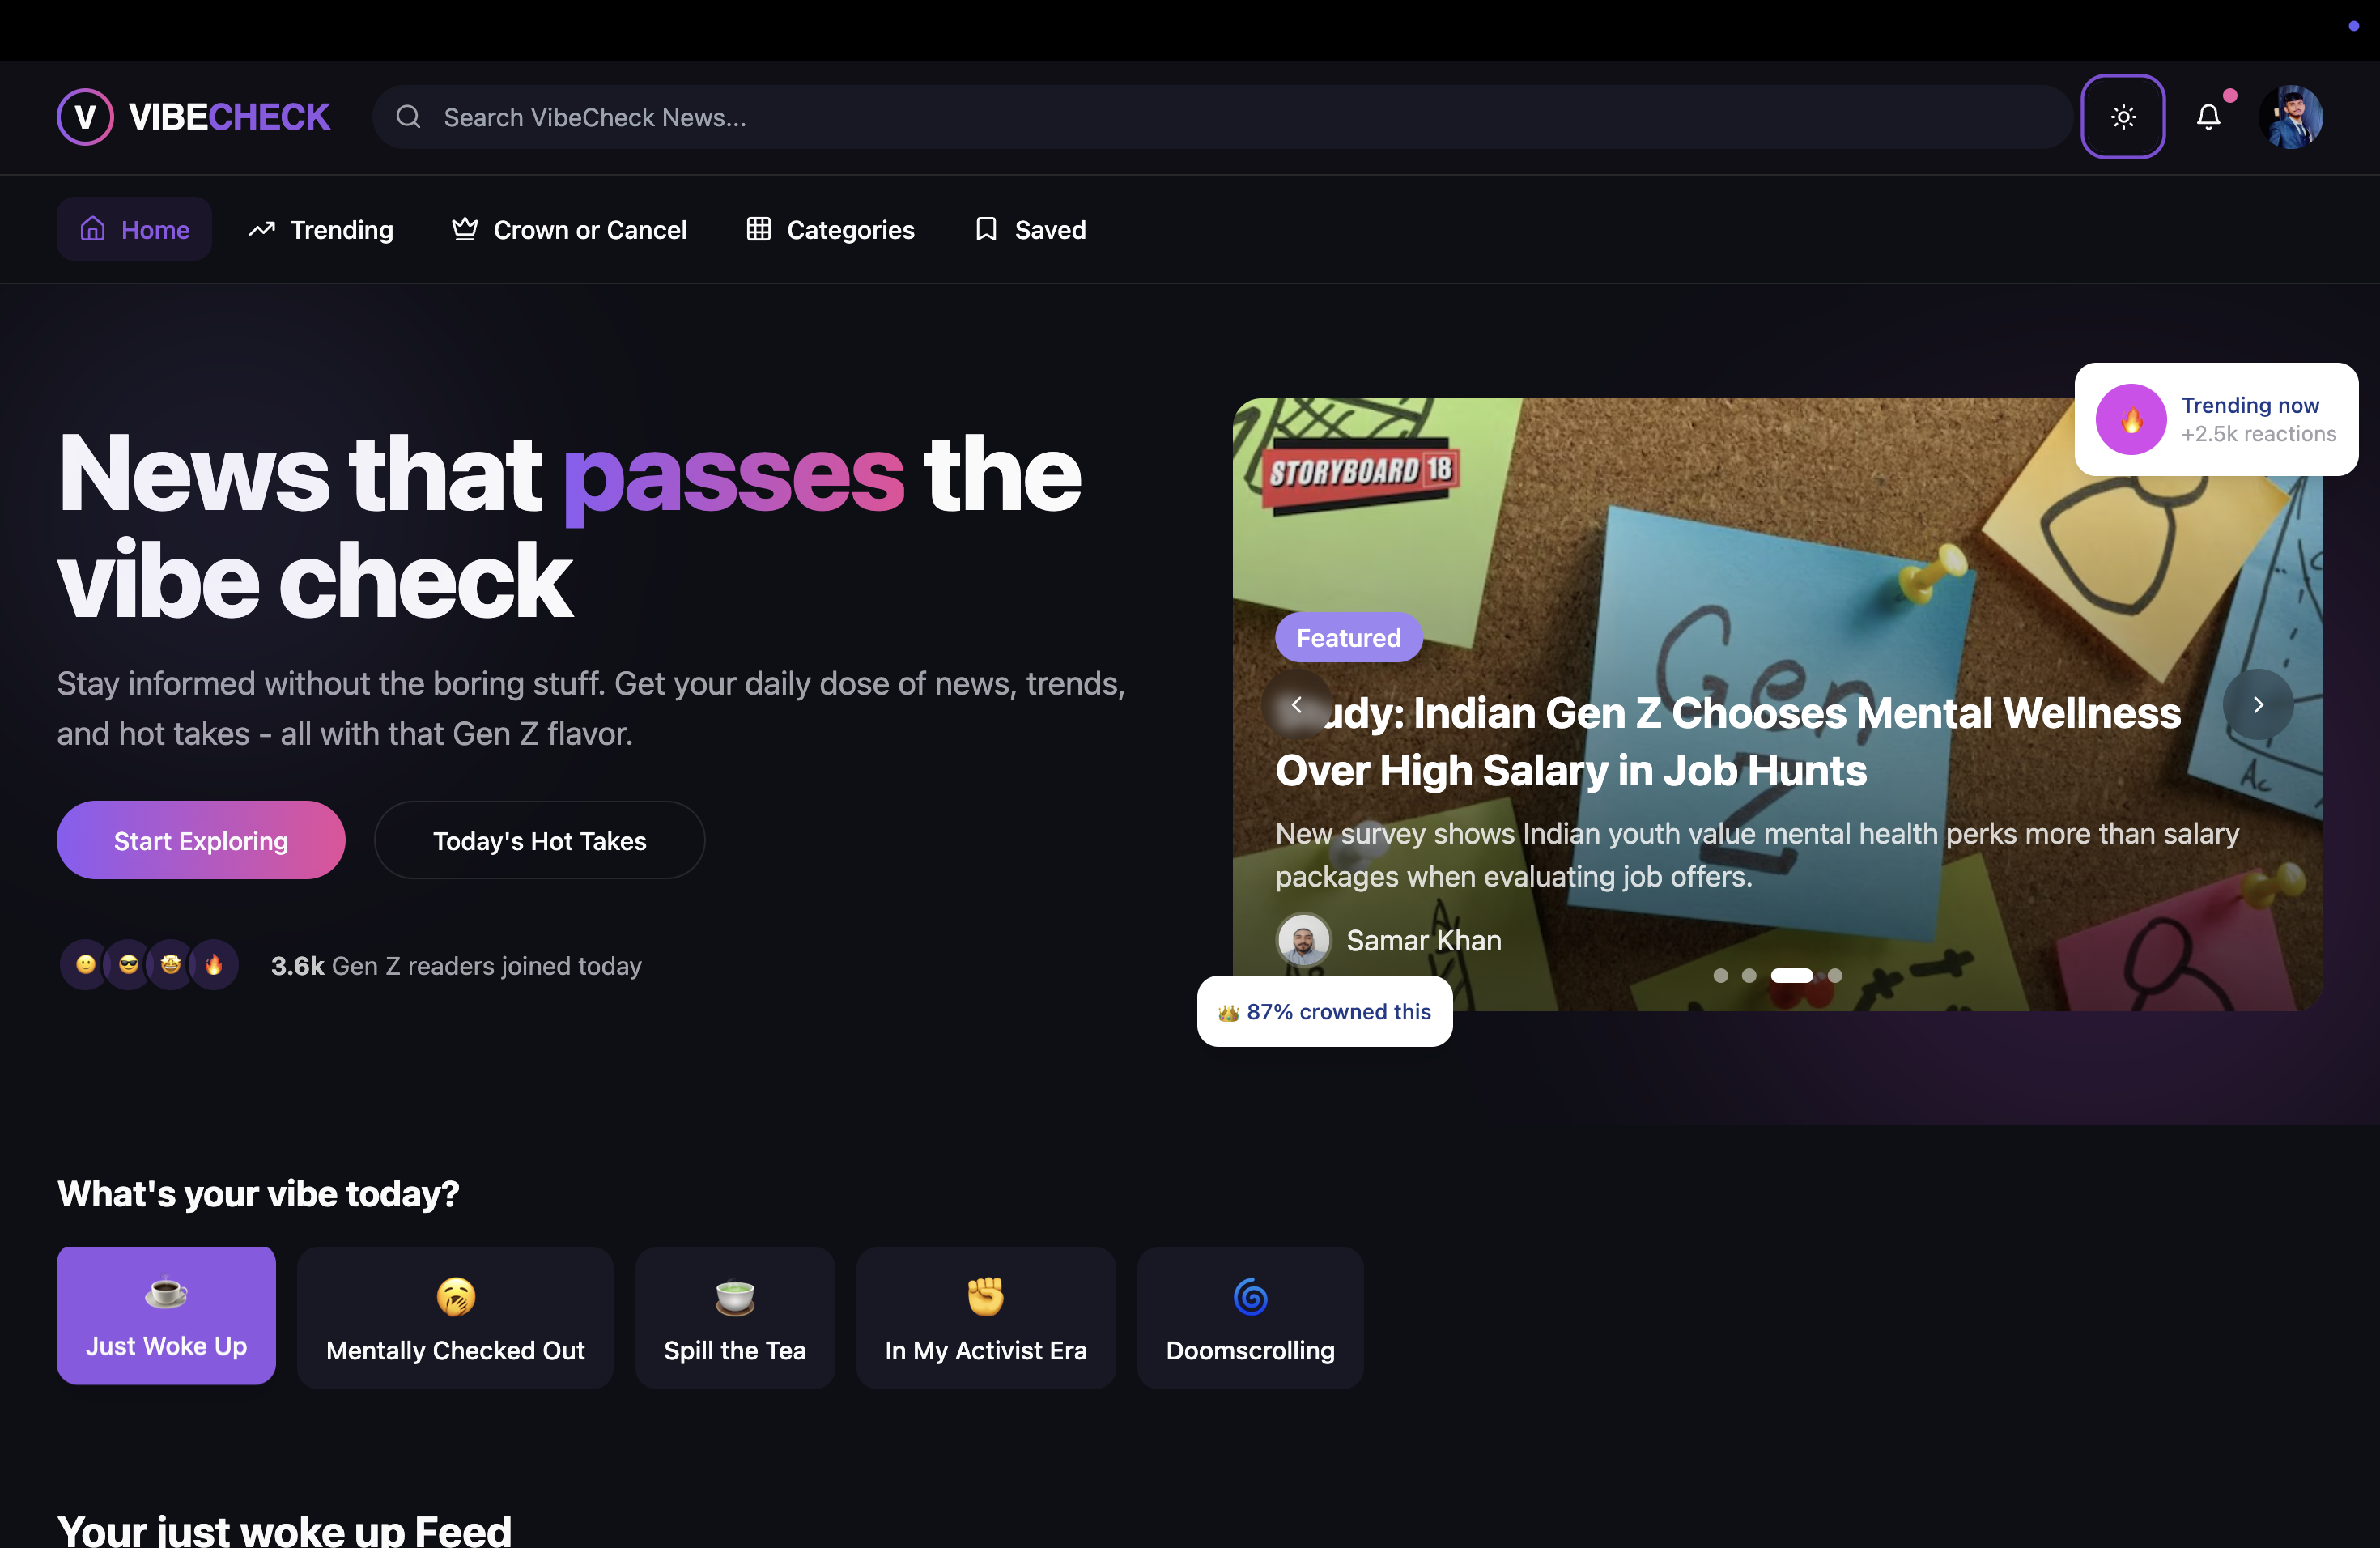 V VIBECHECK
Search VibeCheck News...
Home
Trending
Crown or Cancel
Categories
Saved
News that passes the
vibe check
Stay informed without the boring stuff. Get your daily dose of news, trends,
and hot takes - all with that Gen Z flavor.
Start Exploring
Today's Hot Takes
3.6k Gen Z readers joined today
Trending now
+2.5k reactions
STORYBOARD 18
Gen
Z
Ac
Featured
udy: Indian Gen Z Chooses Mental Wellness
Over High Salary in Job Hunts
New survey shows Indian youth value mental health perks more than salary
packages when evaluating job offers.
Samar Khan
87% crowned this
What's your vibe today?
Just Woke Up
Mentally Checked Out
Spill the Tea
In My Activist Era
Doomscrolling
Your just woke up Feed